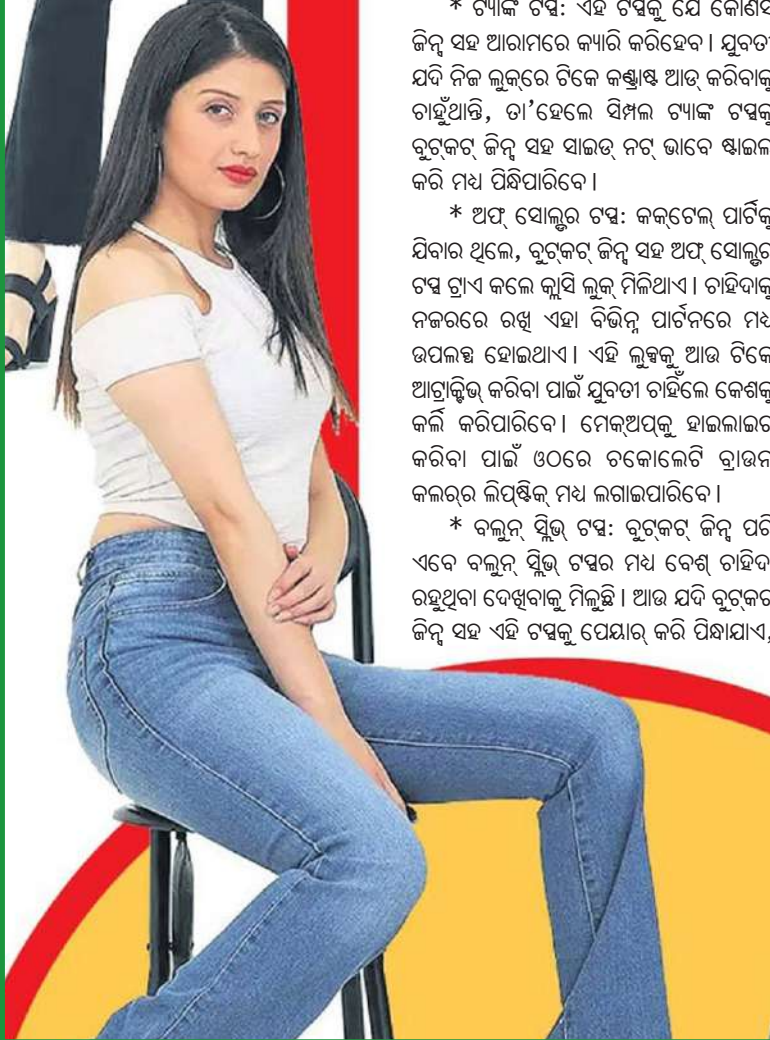 * ଟ୍ୟାଙ୍କ ଟପ୍ସ: ଏହି ଟପ୍ସକୁ ଯେ କୌଣସି
ଜିନ୍ସ ସହ ଆରାମରେ କ୍ୟାରି କରିହେବ । ଯୁବତୀ
ଯଦି ନିଜ ଲୁକ୍‌ରେ ଟିକେ କଣ୍ଟ୍ରାଷ୍ଟ ଆଡ୍ କରିବାକୁ
ଚାହୁଁଥାନ୍ତି, ତା'ହେଲେ ସିମ୍ପଲ ଟ୍ୟାଙ୍କ ଟପ୍ସକୁ
ବୁଟ୍‌କଟ୍ ଜିନ୍ସ ସହ ସାଇଡ୍ ନଟ୍ ଭାବେ ଷ୍ଟାଇଲ
କରି ମଧ୍ୟ ପିନ୍ଧିପାରିବେ ।
* ଅଫ୍ ସୋଲ୍ଡର ଟପ୍ସ: କକ୍‌ଟେଲ୍ ପାର୍ଟିକୁ
ଯିବାର ଥିଲେ, ବୁଟ୍‌କଟ୍ ଜିନ୍ସ ସହ ଅଫ୍ ସୋଲ୍ଡର
ଟପ୍ସ ଟ୍ରାଏ କଲେ କ୍ଲାସି ଲୁକ୍ ମିଳିଥାଏ । ଚାହିଦାକୁ
ନଜରରେ ରଖି ଏହା ବିଭିନ୍ନ ପାର୍ଟନରେ ମଧ୍ୟ
ଉପଲବ୍ଧ ହୋଇଥାଏ । ଏହି ଲୁକ୍ସକୁ ଆଉ ଟିକେ
ଆଟ୍ରାକ୍ଟିଭ୍ କରିବା ପାଇଁ ଯୁବତୀ ଚାହିଁଲେ କେଶକୁ
କର୍ଲି କରିପାରିବେ । ମେକ୍‌ଅପ୍‌କୁ ହାଇଲାଇଟ
କରିବା ପାଇଁ ଓଠରେ ଚକୋଲେଟି ବ୍ରାଉନ
କଲର୍‌ର ଲିପ୍‌ଷ୍ଟିକ୍ ମଧ୍ୟ ଲଗାଇପାରିବେ ।
* ବଲୁନ୍ ସ୍ଲିଭ୍ ଟପ୍ସ: ବୁଟ୍‌କଟ୍ ଜିନ୍ସ ପରି
ଏବେ ବଲୁନ୍ ସ୍ଲିଭ୍ ଟପ୍ସର ମଧ୍ୟ ବେଶ୍ ଚାହିଦା
ରହୁଥିବା ଦେଖିବାକୁ ମିଳୁଛି । ଆଉ ଯଦି ବୁଟ୍‌କଟ
ଜିନ୍ସ ସହ ଏହି ଟପ୍ସକୁ ପେୟାର୍ କରି ପିନ୍ଧାଯାଏ,